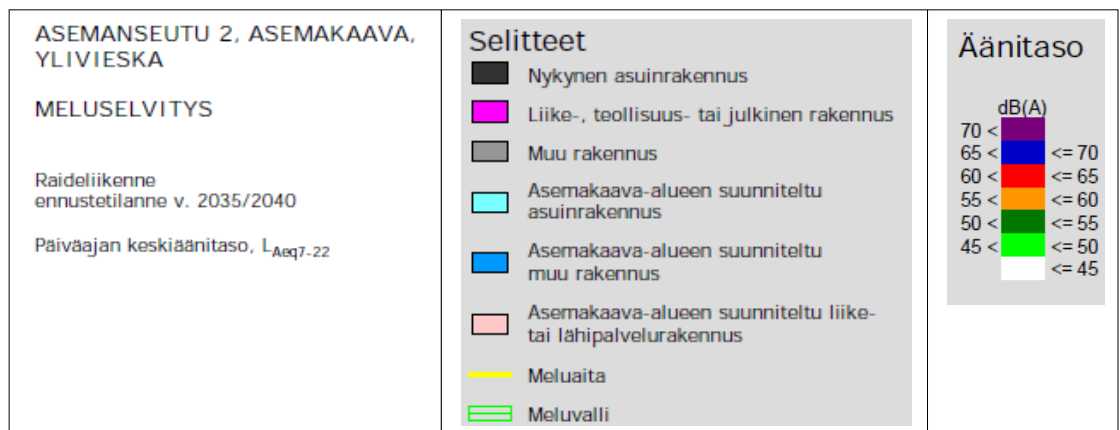 ASEMANSEUTU 2, ASEMAKAAVA,
YLIVIESKA
MELUSELVITYS
Raideliikenne
ennustetilanne v. 2035/2040
Päiväajan keskiäänitaso, LAeq7-22
Selitteet
Nykynen asuinrakennus
Liike-, teollisuus- tai julkinen rakennus
Muu rakennus
Asemakaava-alueen suunniteltu
asuinrakennus
Asemakaava-alueen suunniteltu
muu rakennus
Asemakaava-alueen suunniteltu liike-
tai lähipalvelurakennus
Meluaita
Meluvalli
Äänitaso
dB(A)
70 <
65 < <= 70
60 < <= 65
55 < <= 60
50 < <= 55
45 < <= 50
<= 45